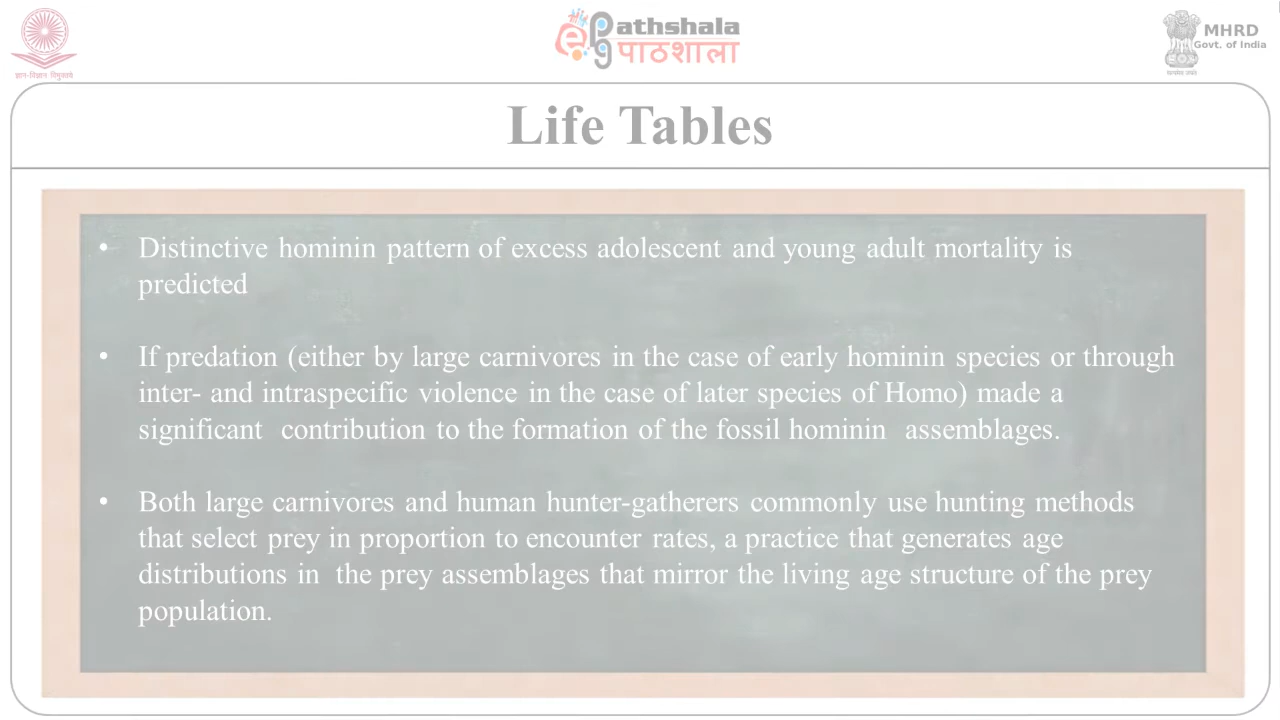 ज्ञान-विज्ञान विमुक्तये
e pg athshala
पाठशाला
MHRD
Govt. of India
सत्यमेव जयते
Life Tables
• Distinctive hominin pattern of excess adolescent and young adult mortality is
predicted
• If predation (either by large carnivores in the case of early hominin species or through
inter- and intraspecific violence in the case of later species of Homo) made a
significant contribution to the formation of the fossil hominin assemblages.
• Both large carnivores and human hunter-gatherers commonly use hunting methods
that select prey in proportion to encounter rates, a practice that generates age
distributions in the prey assemblages that mirror the living age structure of the prey
population.